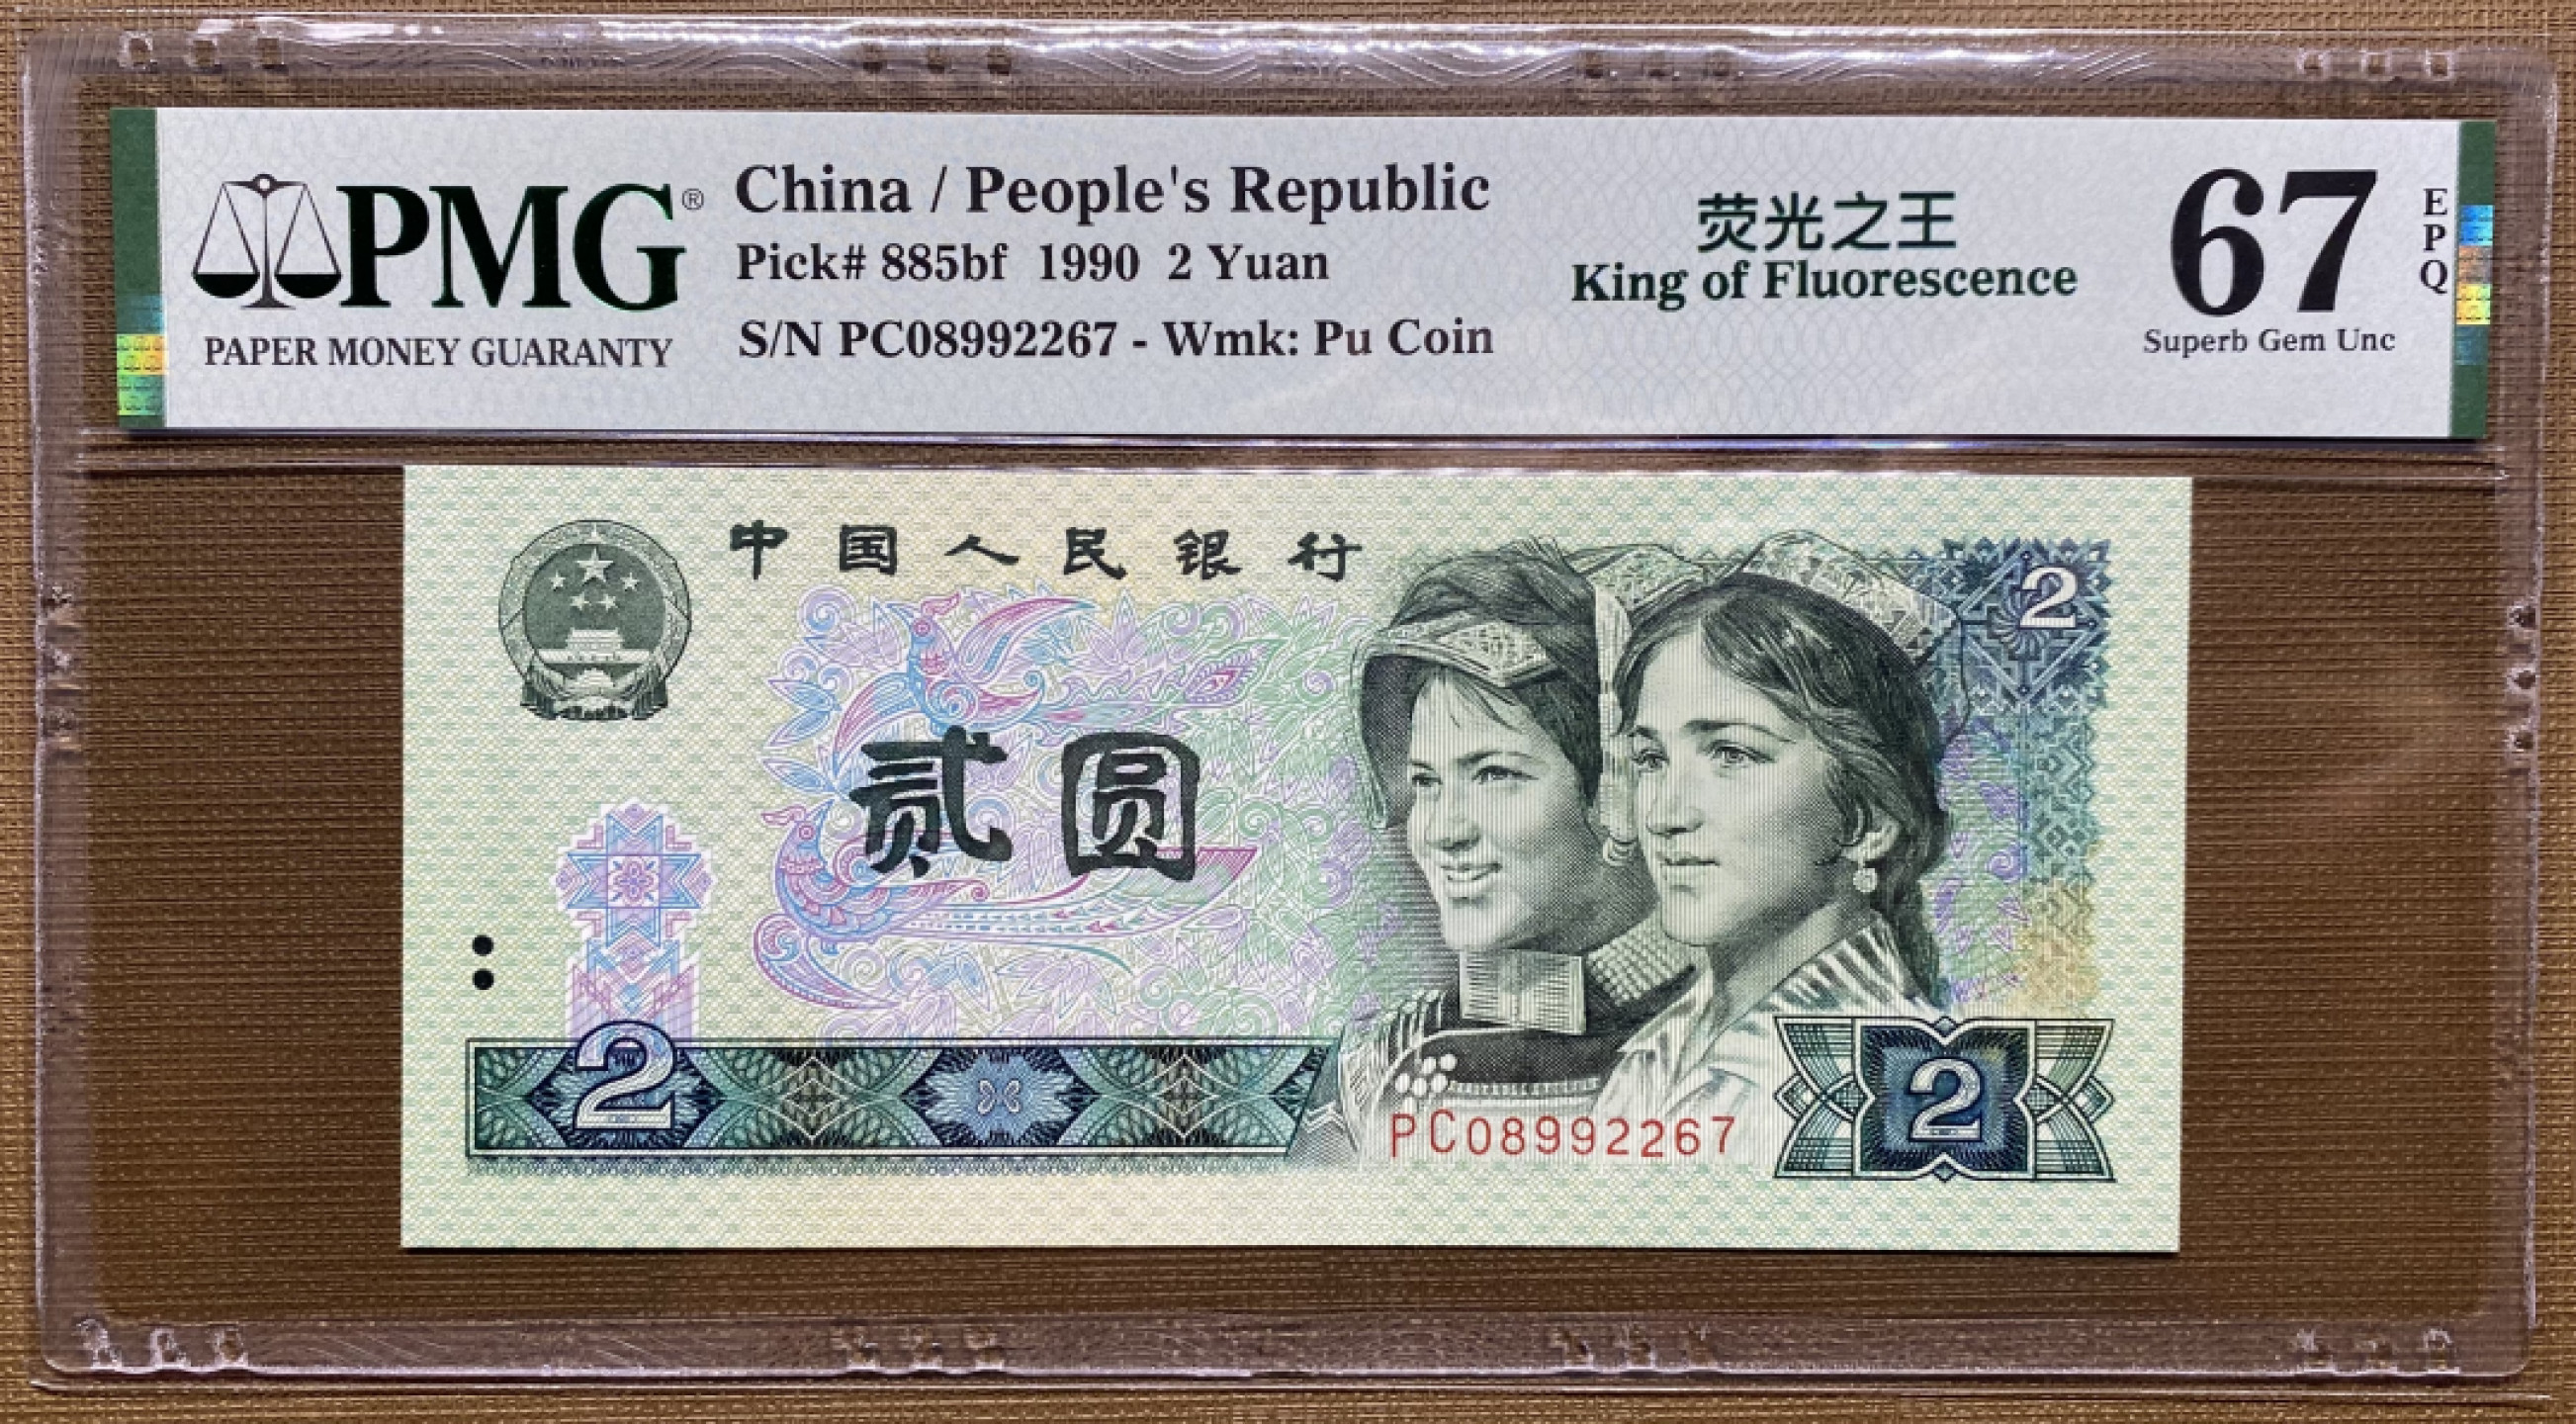 PMG®
PAPER MONEY GUARANTY
China / People's Republic
Pick# 885bf 1990 2 Yuan
S/N PC08992267 - Wmk: Pu Coin
荧光之王
King of Fluorescence
67
EPQ
Superb Gem Unc
中国人民银行
2
贰圆
2
2
PC08992267